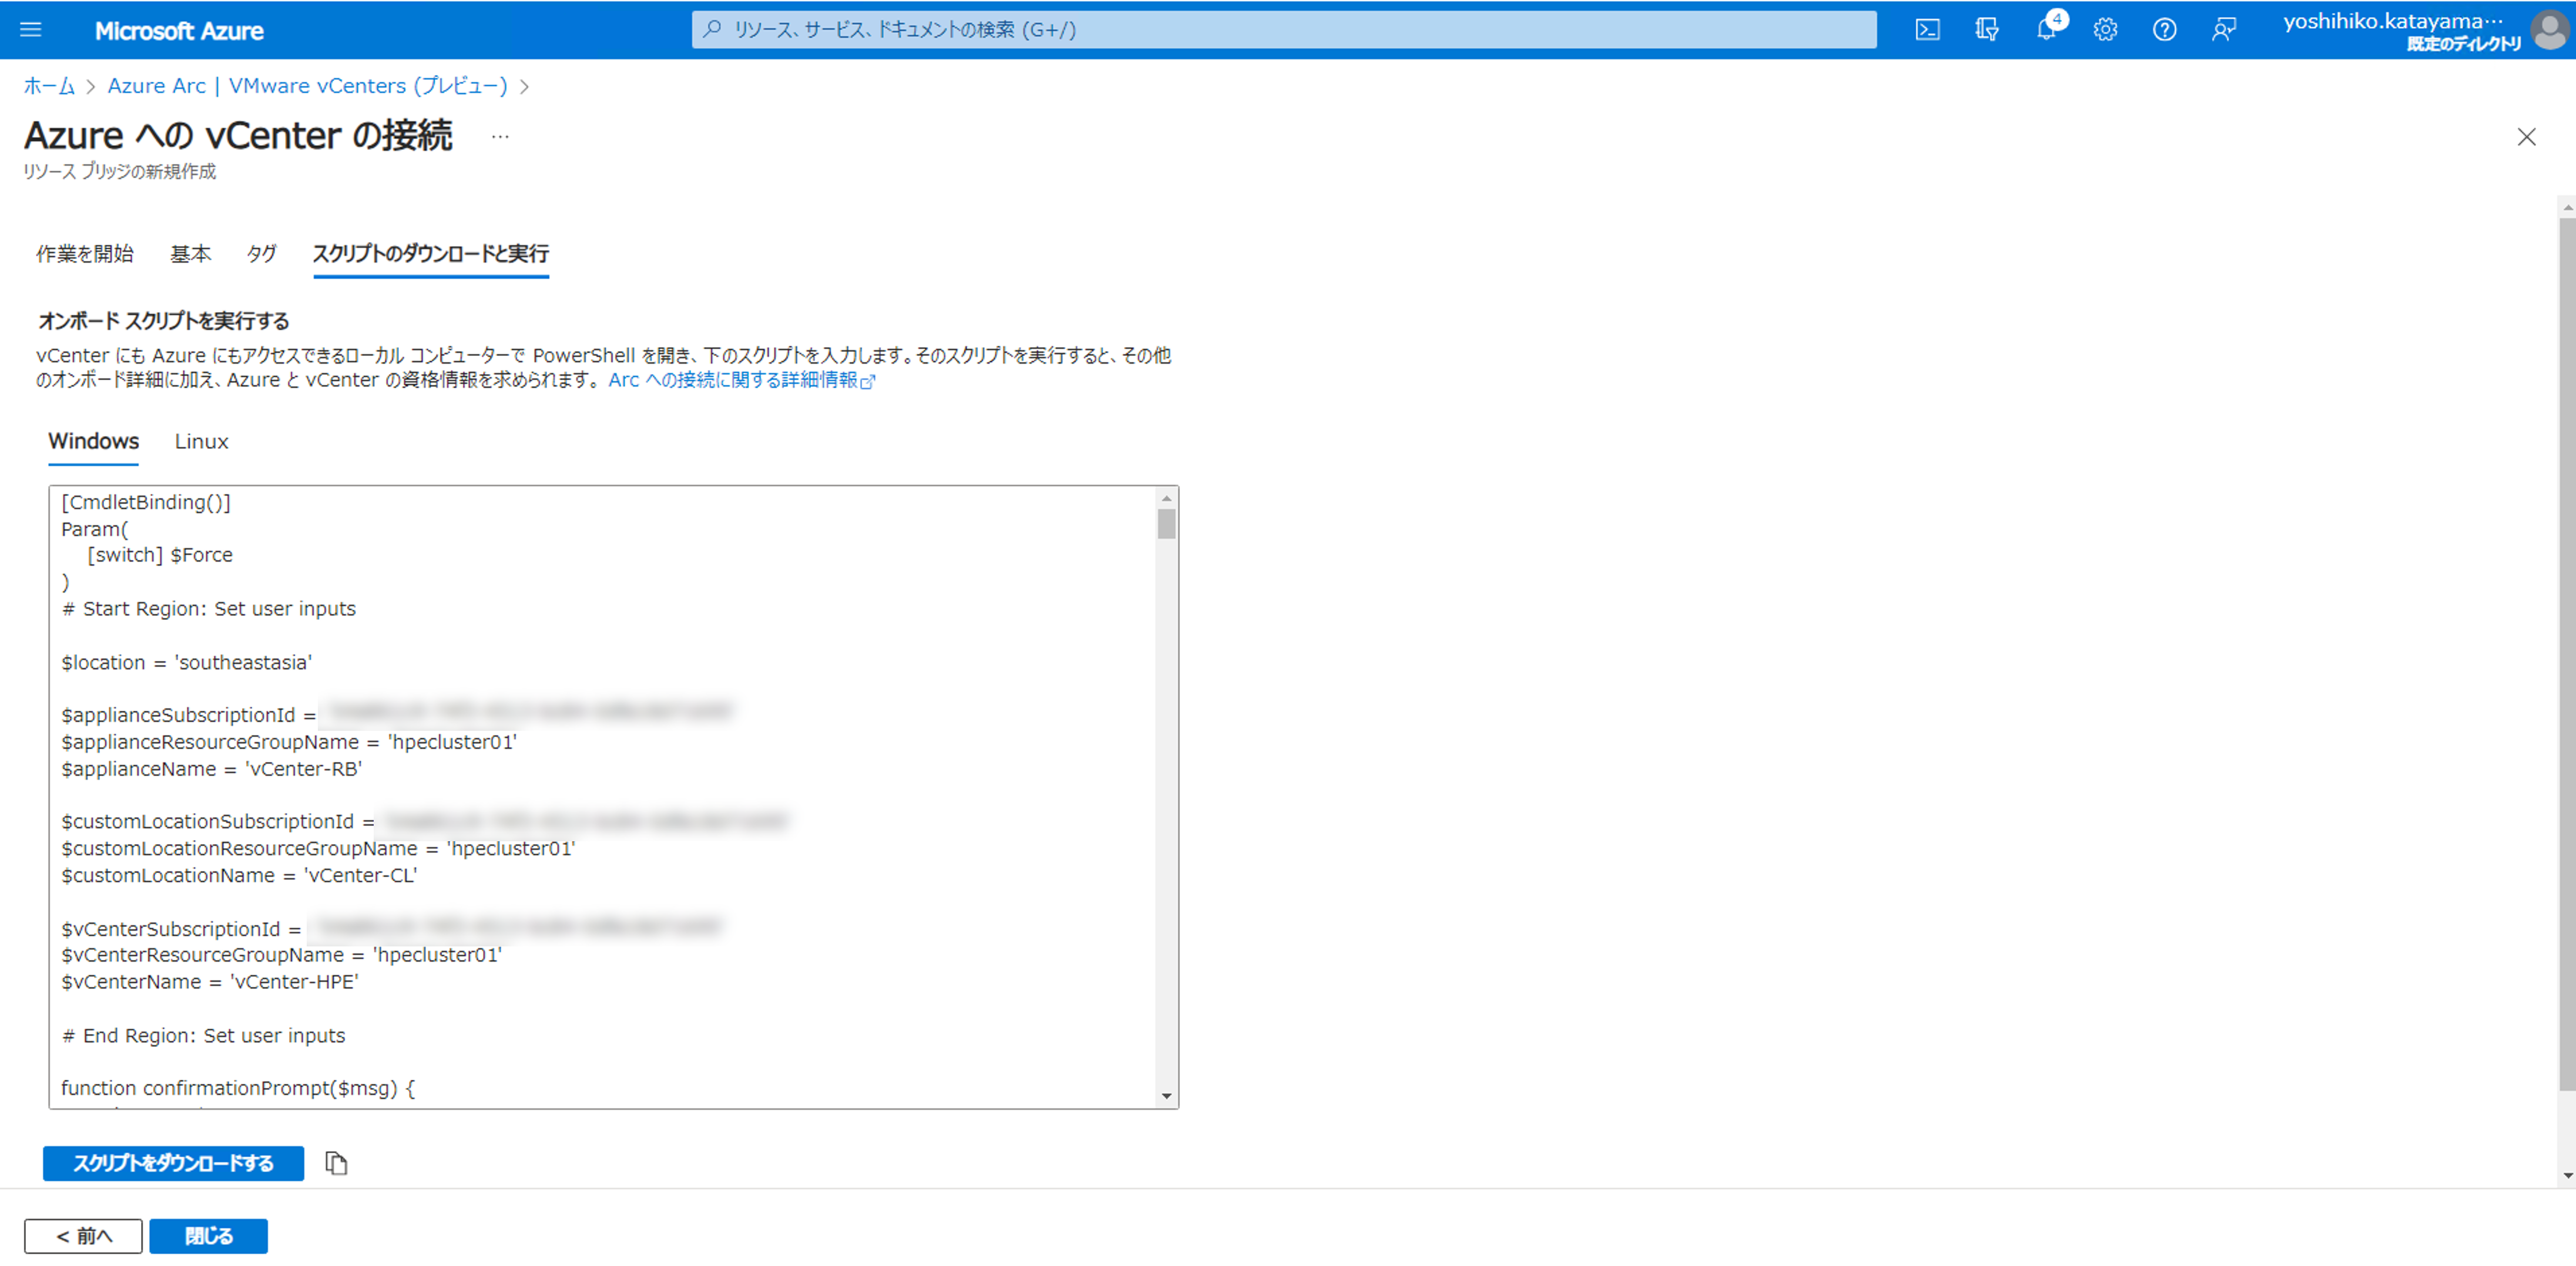 Microsoft Azure
リソース、サービス、ドキュメントの検索 (G+/)
4
yoshihiko.katayama…
既定のディレクトリ
ホーム > Azure Arc | VMware vCenters (プレビュー) >
Azure への vCenter の接続 …
リソース ブリッジの新規作成
作業を開始 基本 タグ スクリプトのダウンロードと実行
オンボード スクリプトを実行する
vCenter にも Azure にもアクセスできるローカル コンピューターで PowerShell を開き、下のスクリプトを入力します。そのスクリプトを実行すると、その他
のオンボード詳細に加え、Azure と vCenter の資格情報を求められます。 Arc への接続に関する詳細情報
Windows Linux
[CmdletBinding()]
Param(
[switch] $Force
)
# Start Region: Set user inputs
$location = 'southeastasia'
$applianceSubscriptionId =
$applianceResourceGroupName = 'hpecluster01'
$applianceName = 'vCenter-RB'
$customLocationSubscriptionId =
$customLocationResourceGroupName = 'hpecluster01'
$customLocationName = 'vCenter-CL'
$vCenterSubscriptionId =
$vCenterResourceGroupName = 'hpecluster01'
$vCenterName = 'vCenter-HPE'
# End Region: Set user inputs
function confirmationPrompt($msg) {
スクリプトをダウンロードする
< 前へ 閉じる